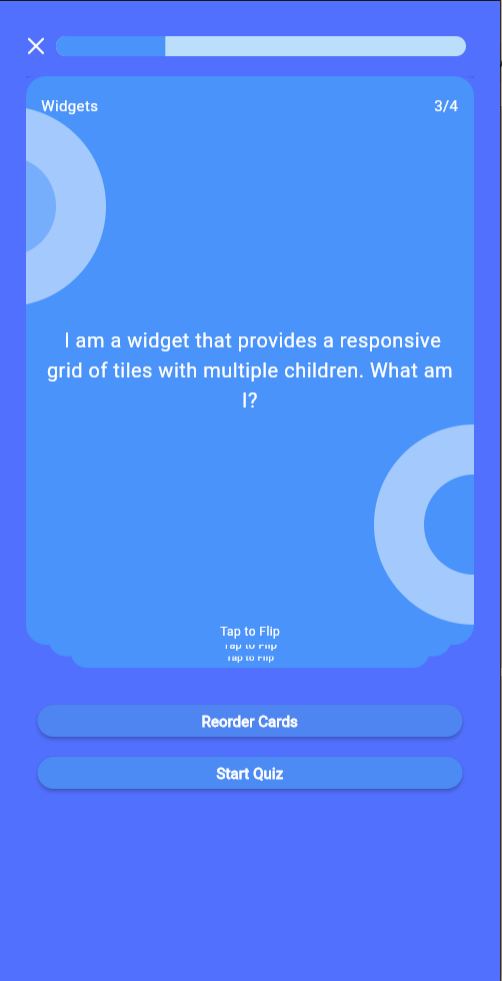 Widgets
3/4
I am a widget that provides a responsive
grid of tiles with multiple children. What am
I?
Tap to Flip
Tap to Flip
Tap to Flip
Reorder Cards
Start Quiz